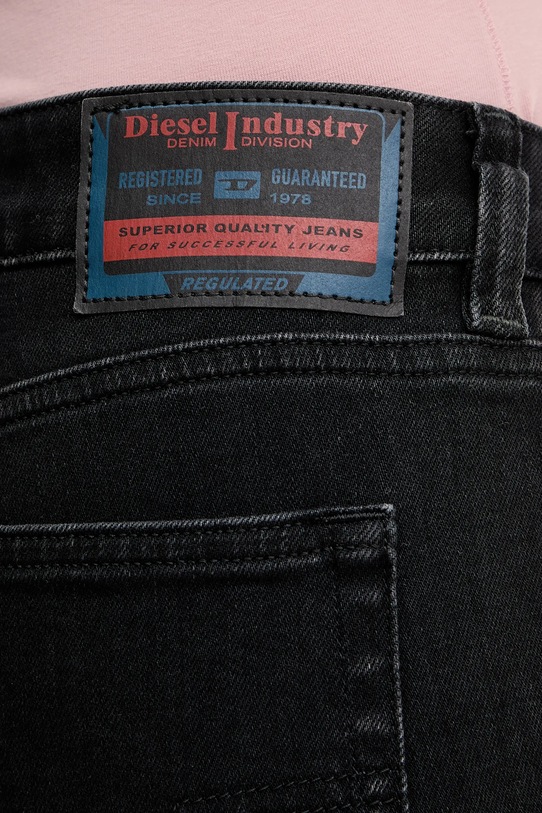 Diesel Industry
DENIM DIVISION
REGISTERED D GUARANTEED
SINCE 1978
SUPERIOR QUALITY JEANS
FOR SUCCESSFUL LIVING
REGULATED